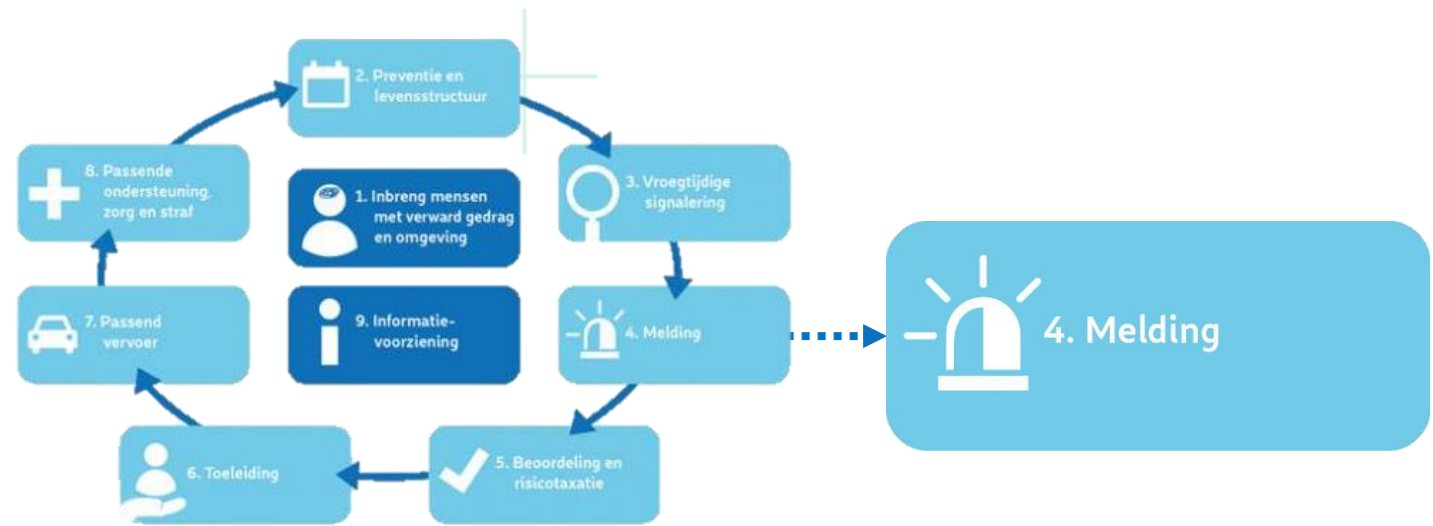 2. Preventie en
levensstructuur
8. Passende
ondersteuning,
zorg en straf
1. Inbreng mensen
met verward gedrag
en omgeving
3. Vroegtijdige
signalering
7. Passend
vervoer
9. Informatie-
voorziening
4. Melding
4. Melding
6. Toeleiding
5. Beoordeling en
risicotaxatie